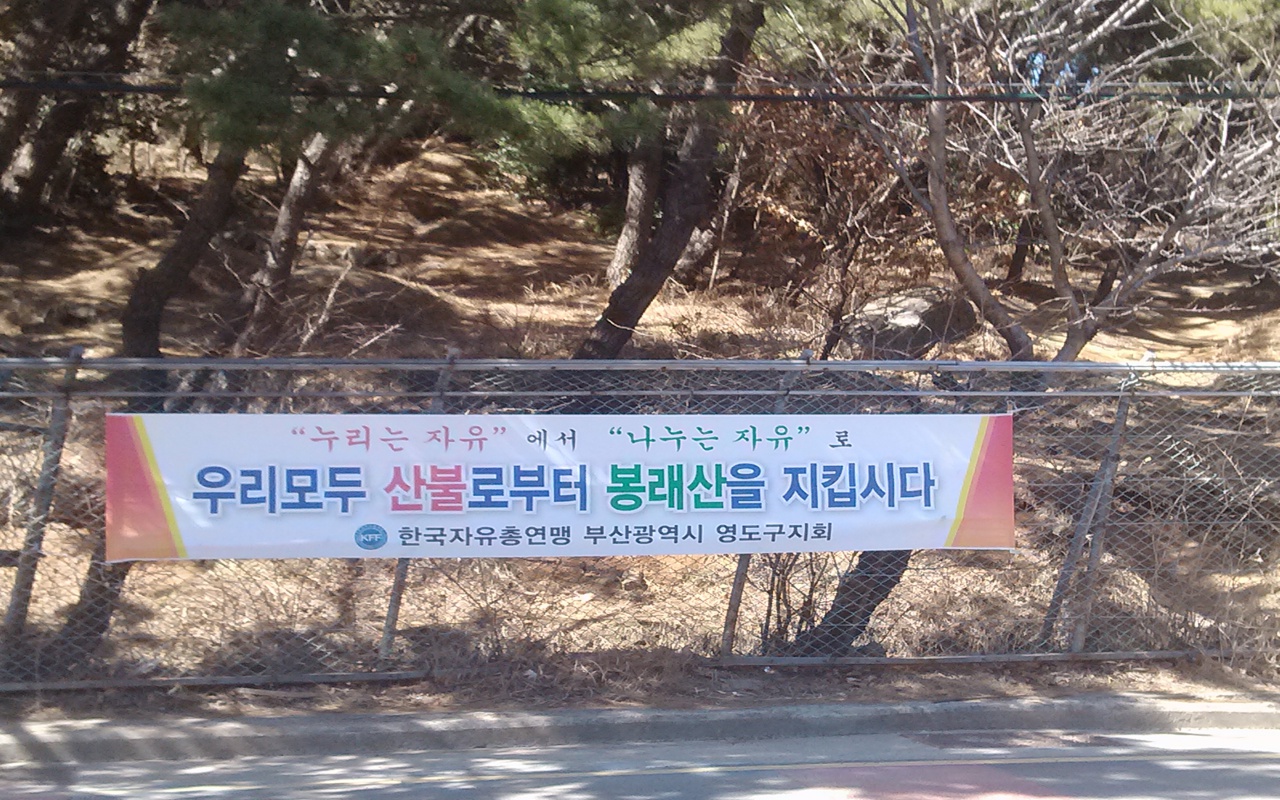 “누리는 자유” 에서 “나누는 자유” 로
우리모두 산불로부터 봉래산을 지킵시다
KFF 한국자유총연맹 부산광역시 영도구지회